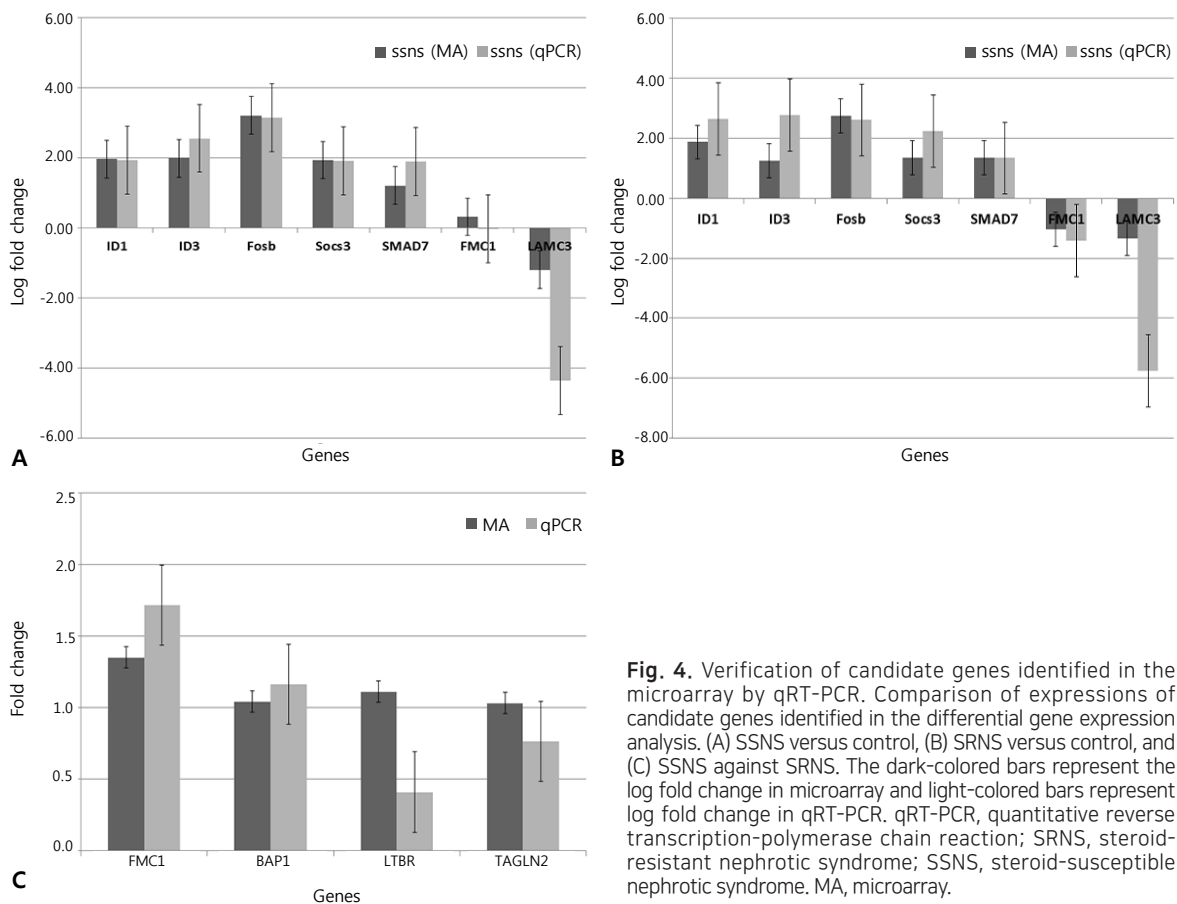 6.00
4.00
2.00
0.00
-2.00
-4.00
-6.00
Log fold change
ssns (MA) ssns (qPCR)
ID1 ID3 Fosb Socs3 SMAD7 FMC1 LAMC3
Genes
A
6.00
4.00
2.00
0.00
-2.00
-4.00
-6.00
-8.00
Log fold change
ssns (MA) ssns (qPCR)
ID1 ID3 Fosb Socs3 SMAD7 FMC1 LAMC3
Genes
B
2.5
2.0
1.5
1.0
0.5
0.0
Fold change
MA qPCR
FMC1 BAP1 LTBR TAGLN2
Genes
C
Fig. 4. Verification of candidate genes identified in the
microarray by qRT-PCR. Comparison of expressions of
candidate genes identified in the differential gene expression
analysis. (A) SSNS versus control, (B) SRNS versus control, and
(C) SSNS against SRNS. The dark-colored bars represent the
log fold change in microarray and light-colored bars represent
log fold change in qRT-PCR. qRT-PCR, quantitative reverse
transcription-polymerase chain reaction; SRNS, steroid-
resistant nephrotic syndrome; SSNS, steroid-susceptible
nephrotic syndrome. MA, microarray.